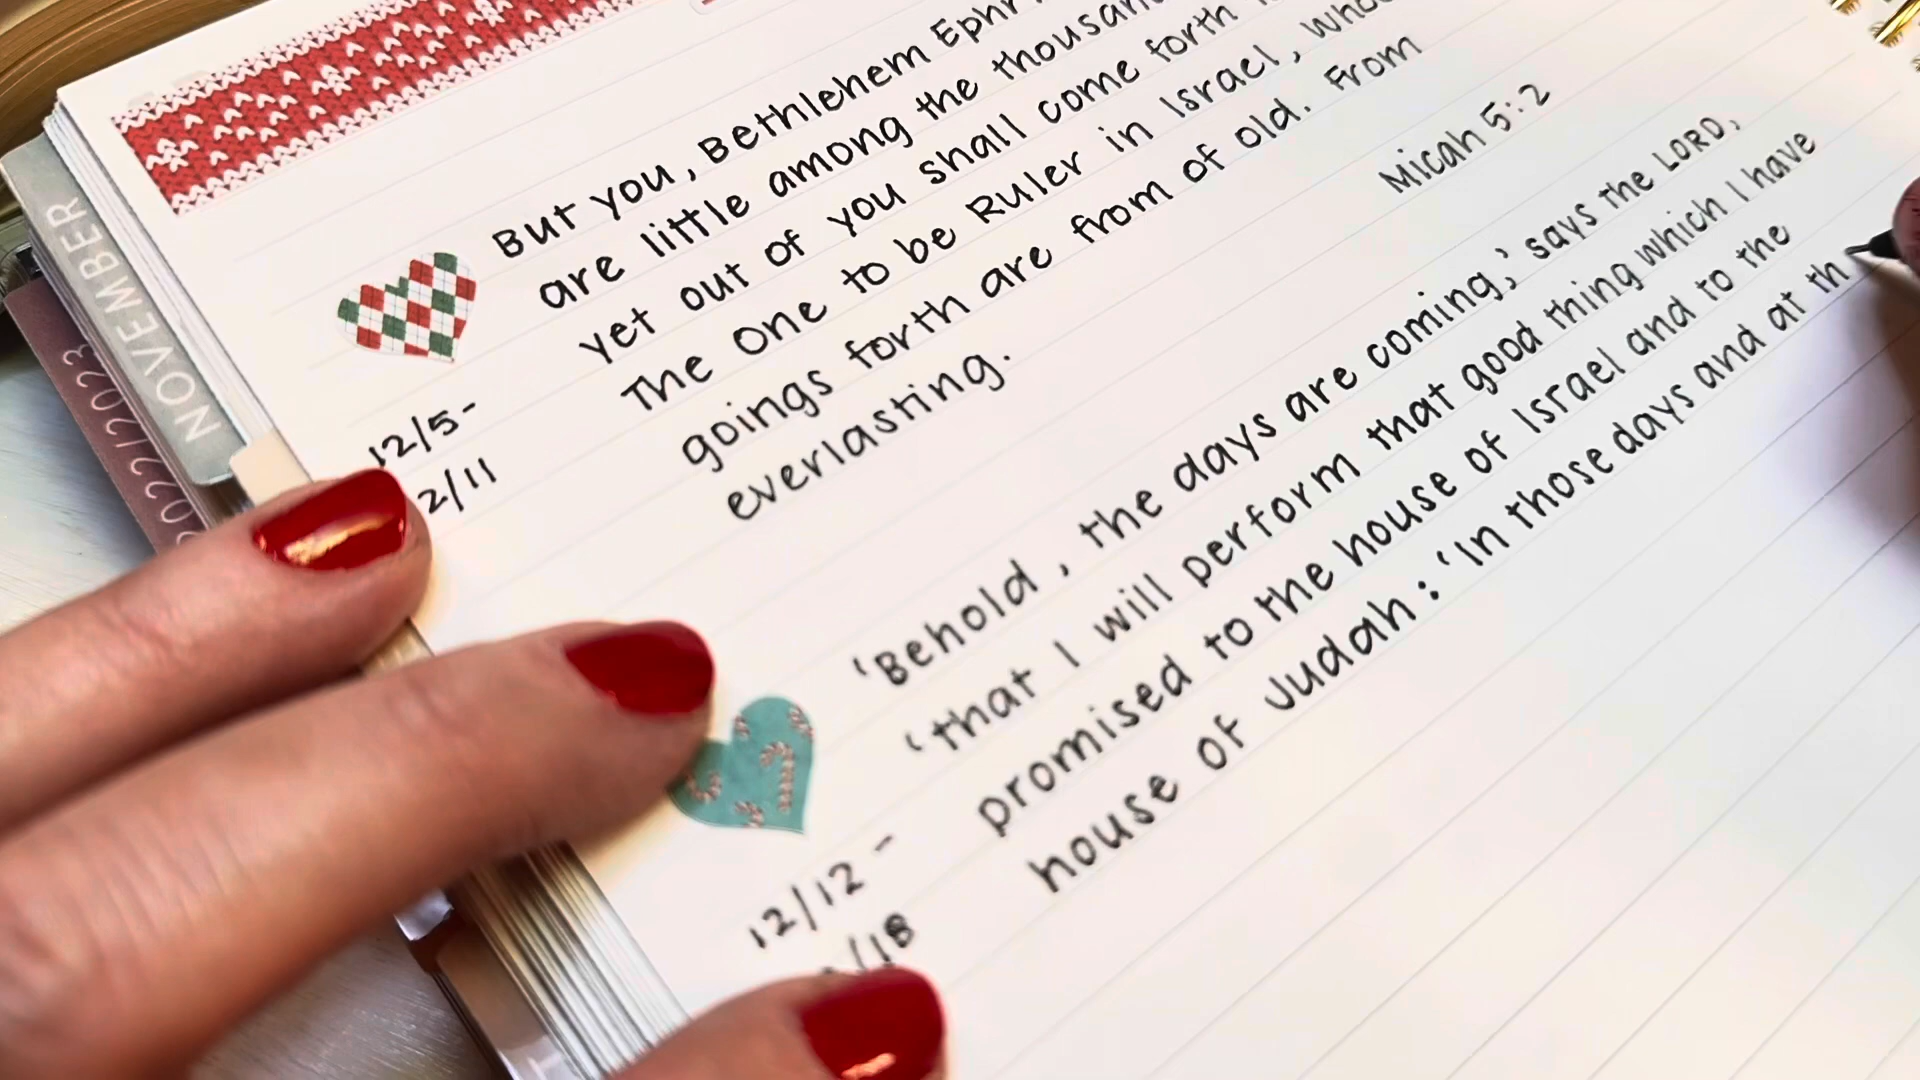 But you, Bethlehem
are little among the
yet out of you shall come forth
The One to be Ruler in Israel,
goings forth are from of old. From
everlasting.
Micah 5:2
12/5-
2/11
'Behold, the days are coming,' says the LORD,
'that I will perform that good thing which I have
promised to the house of Israel and to the
house of Judah: 'In those days and at th
12/12-
/18
NOVEMBER
2022/2023